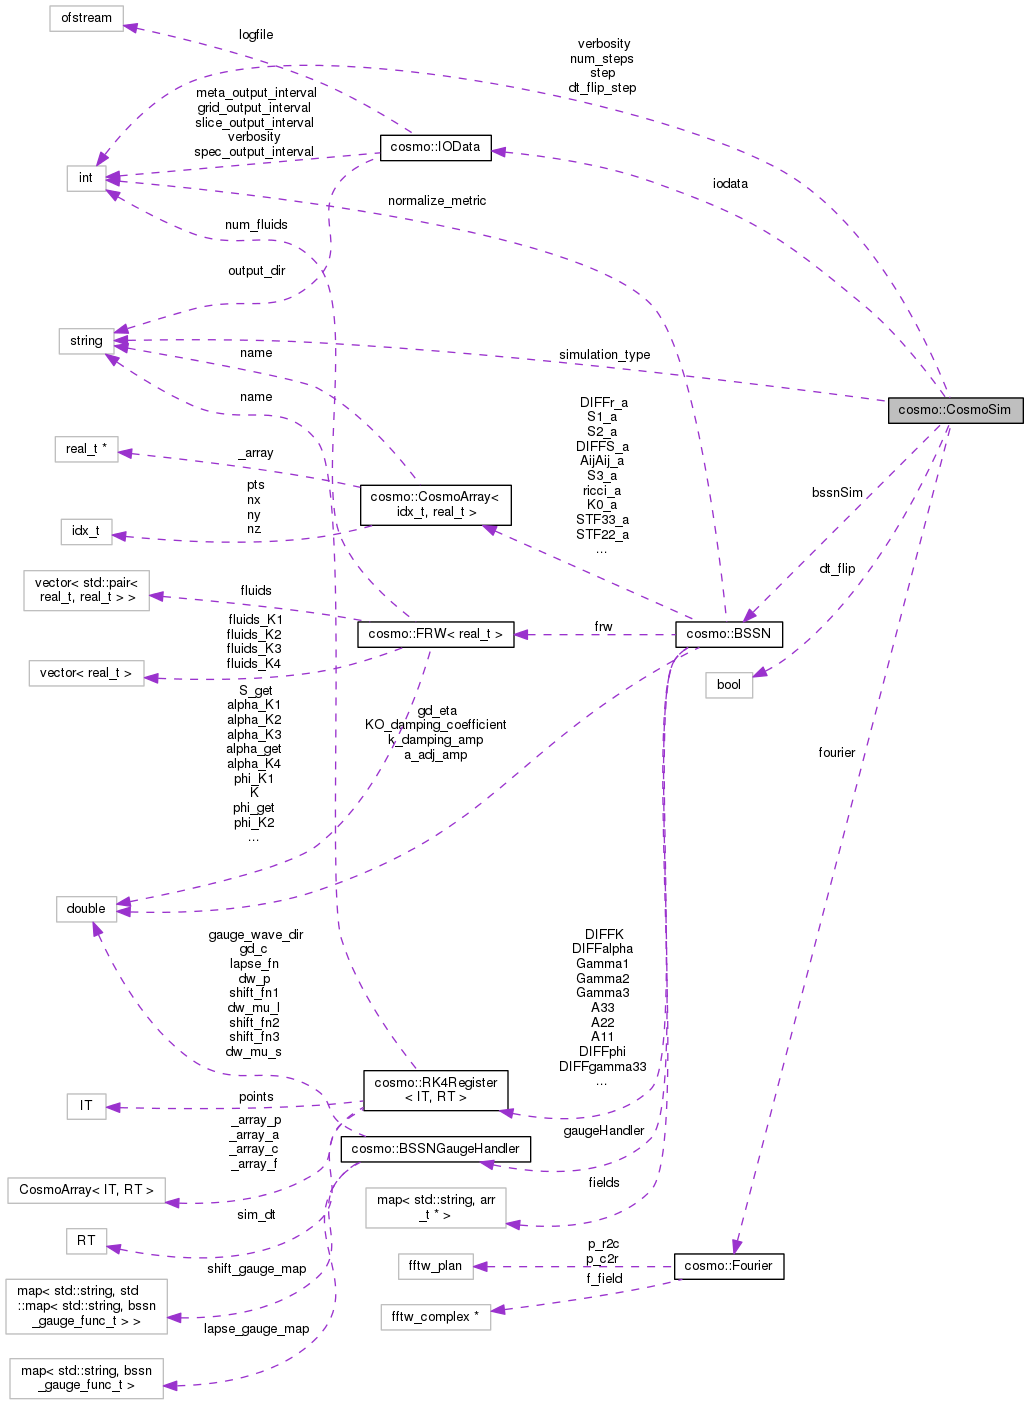 ofstream
logfile
verbosity
num_steps
step
dt_flip_step
meta_output_interval
grid_output_interval
slice_output_interval
verbosity
spec_output_interval
cosmo::IOData
int
iodata
normalize_metric
num_fluids
output_dir
string
name
simulation_type
name
cosmo::CosmoSim
DIFFr_a
S1_a
S2_a
DIFFS_a
AijAij_a
S3_a
ricci_a
K0_a
STF33_a
STF22_a
...
real_t *
_array
pts
nx
ny
nz
cosmo::CosmoArray<
idx_t, real_t >
bssnSim
idx_t
vector< std::pair<
real_t, real_t > >
fluids
dt_flip
fluids_K1
fluids_K2
fluids_K3
fluids_K4
cosmo::FRW< real_t >
frw
cosmo::BSSN
vector< real_t >
bool
S_get
alpha_K1
alpha_K2
alpha_K3
alpha_get
alpha_K4
phi_K1
K
phi_get
phi_K2
...
gd_eta
KO_damping_coefficient
k_damping_amp
a_adj_amp
fourier
double
gauge_wave_dir
gd_c
lapse_fn
dw_p
shift_fn1
dw_mu_l
shift_fn2
shift_fn3
dw_mu_s
DIFFK
DIFFalpha
Gamma1
Gamma2
Gamma3
A33
A22
A11
DIFFphi
DIFFgamma33
...
cosmo::RK4Register
< IT, RT >
IT
points
_array_p
_array_a
_array_c
_array_f
gaugeHandler
cosmo::BSSNGaugeHandler
CosmoArray< IT, RT >
fields
map< std::string, arr
_t * >
sim_dt
RT
p_r2c
p_c2r
fftw_plan
cosmo::Fourier
shift_gauge_map
f_field
map< std::string, std
::map< std::string, bssn
_gauge_func_t > >
fftw_complex *
lapse_gauge_map
map< std::string, bssn
_gauge_func_t >